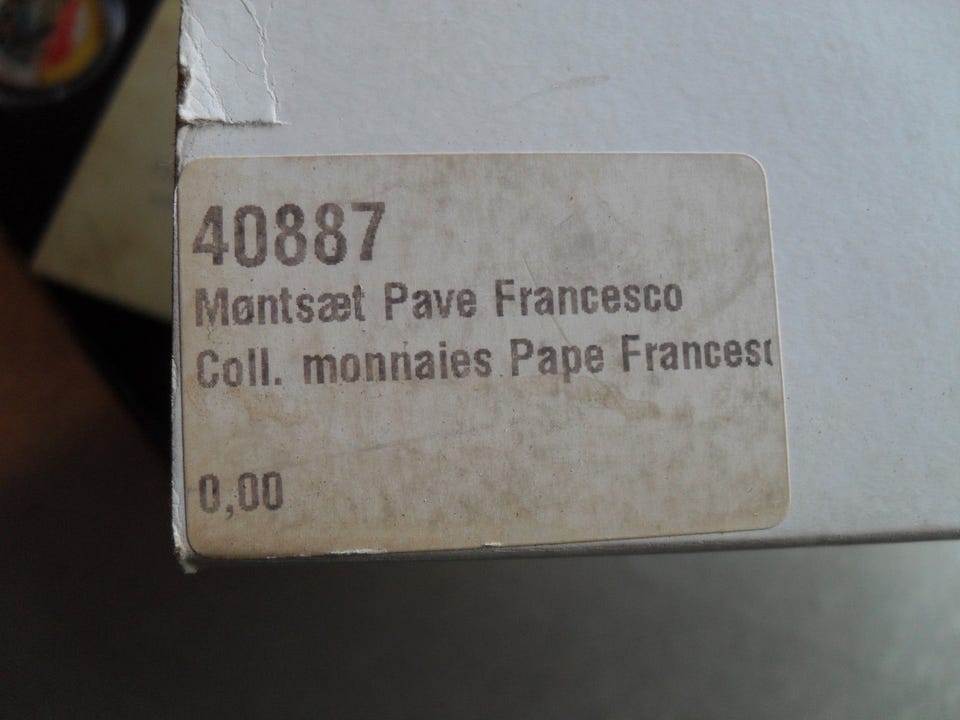 40887
Møntsæt Pave Francesco
Coll. monnaies Pape Francesc
0,00